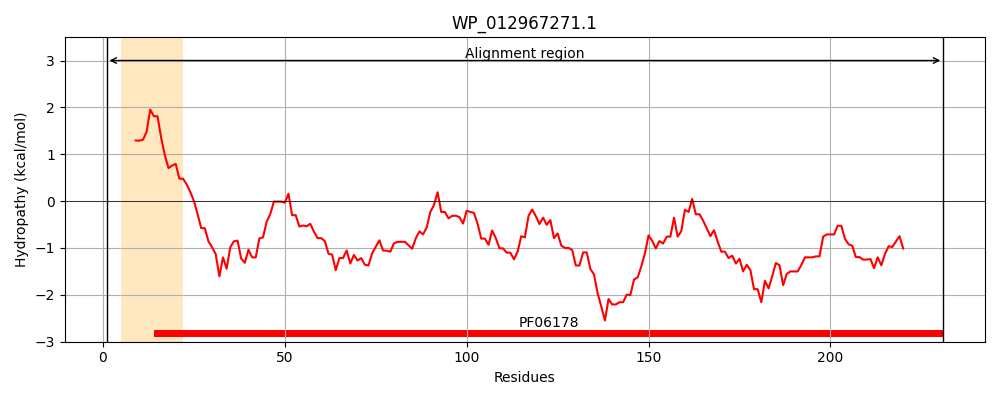 WP_012967271.1
Alignment region
3
2
1
0
−1
−2
−3
Hydropathy (kcal/mol)
PF06178
0 50 100 150 200
Residues